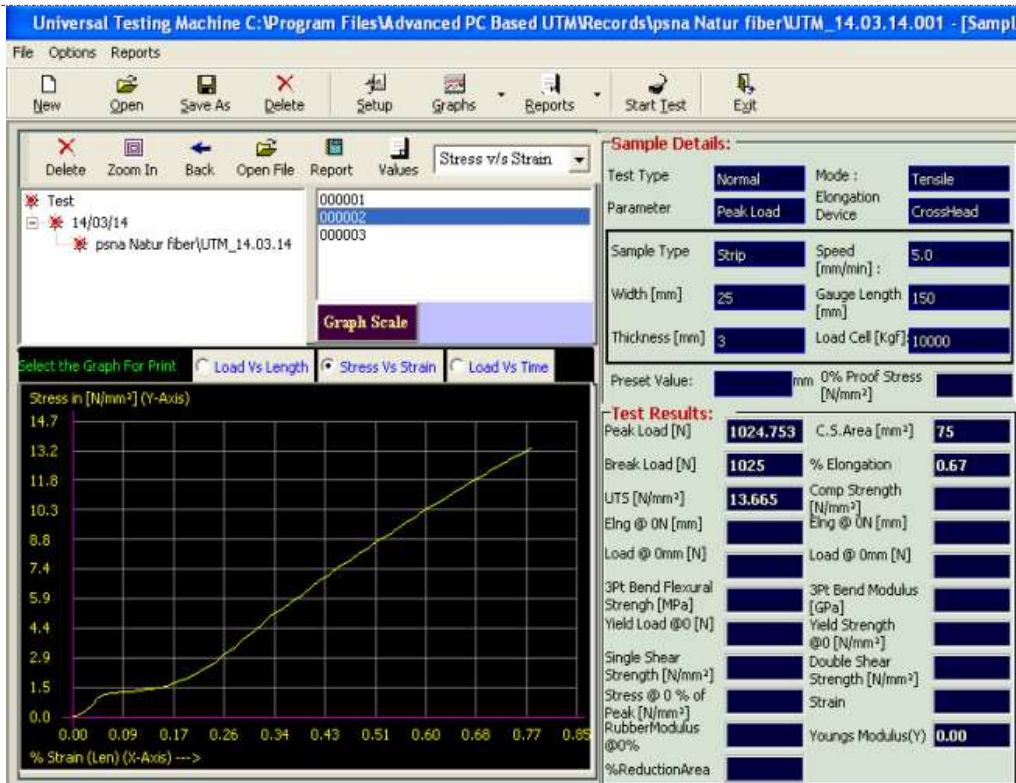 Universal Testing Machine C:\Program Files\Advanced PC Based UTM\Records\psna Natur fiber\UTM_14.03.14.001 - [Sampl
File Options Reports
New Open Save As Delete Setup Graphs Reports Start Test Exit
Delete Zoom In Back Open File Report Values Stress v/s Strain
Test
14/03/14
psna Natur fiber\UTM_14.03.14
000001
000002
000003
Graph Scale
Select the Graph For Print Load Vs Length Stress Vs Strain Load Vs Time
Stress in [N/mm²] (Y-Axis)
14.7
13.2
11.8
10.3
8.8
7.4
5.9
4.4
2.9
1.5
0.0
0.00 0.09 0.17 0.26 0.34 0.43 0.51 0.60 0.68 0.77 0.85
% Strain (Len) (X-Axis) --->
Sample Details:
Test Type Normal Mode : Tensile
Parameter Peak Load Elongation Device CrossHead
Sample Type Strip Speed [mm/min] : 5.0
Width [mm] 25 Gauge Length [mm] 150
Thickness [mm] 3 Load Cell [Kgf]: 10000
Preset Value: mm 0% Proof Stress [N/mm²]
Test Results:
Peak Load [N] 1024.753 C.S.Area [mm²] 75
Break Load [N] 1025 % Elongation 0.67
UTS [N/mm²] 13.665 Comp Strength [N/mm²]
Elng @ 0N [mm] Elng @ 0N [mm]
Load @ 0mm [N] Load @ 0mm [N]
3Pt Bend Flexural Strengh [MPa] 3Pt Bend Modulus [GPa]
Yield Load @0 [N] Yield Strength @0 [N/mm²]
Single Shear Strength [N/mm²] Double Shear Strength [N/mm²]
Stress @ 0 % of Peak [N/mm²] Strain
RubberModulus @0% Youngs Modulus(Y) 0.00
%ReductionArea